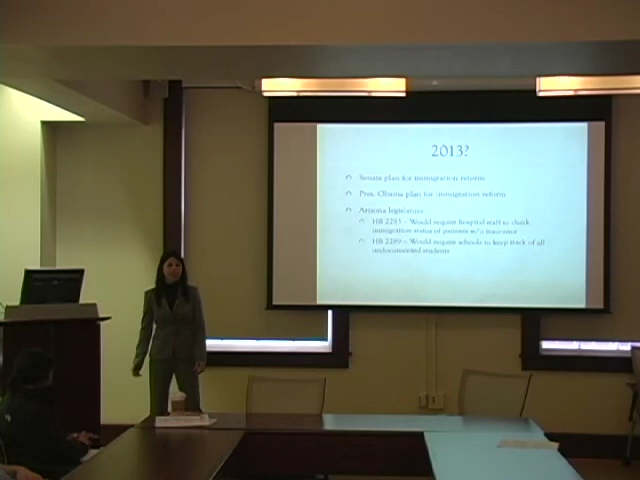 2013?
Senate plan for immigration reform
Pres. Obama plan for immigration reform
Arizona legislature
HB 2293 – Would require hospital staff to check
immigration status of patients w/o insurance
HB 2289 – Would require schools to keep track of all
undocumented students